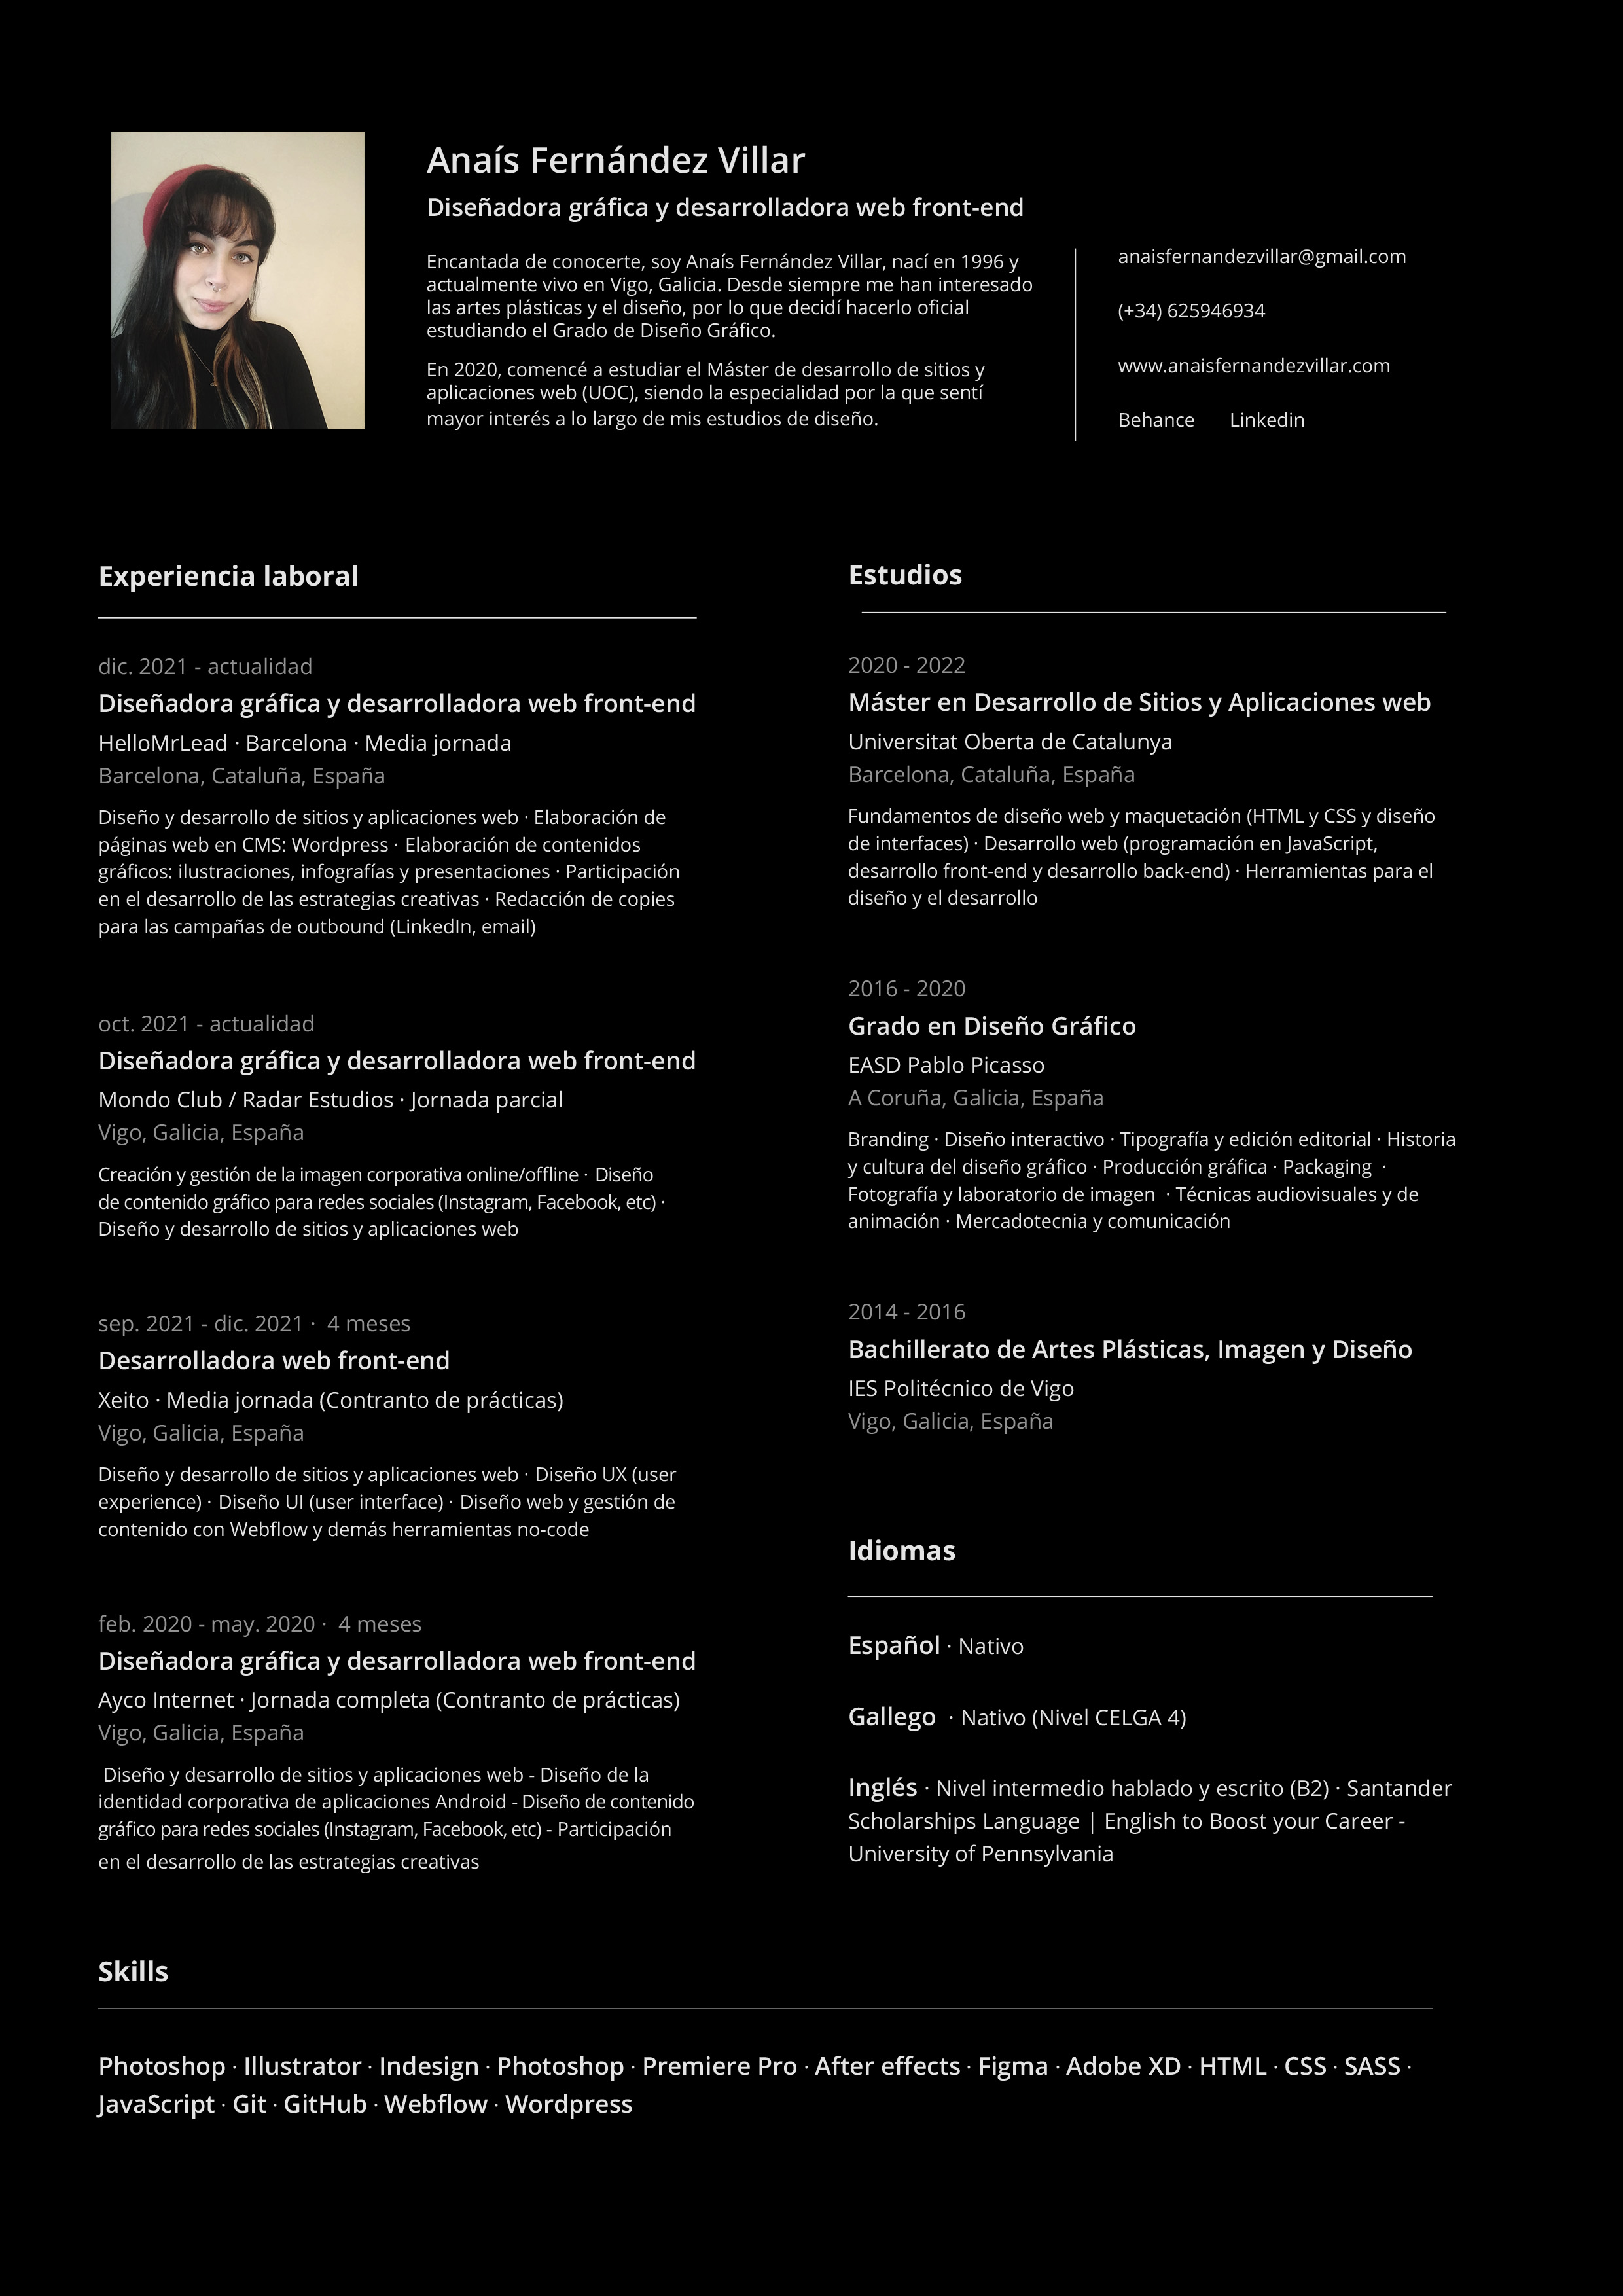 Anaís Fernández Villar
Diseñadora gráfica y desarrolladora web front-end
Encantada de conocerte, soy Anaís Fernández Villar, nací en 1996 y
actualmente vivo en Vigo, Galicia. Desde siempre me han interesado
las artes plásticas y el diseño, por lo que decidí hacerlo oficial
estudiando el Grado de Diseño Gráfico.
En 2020, comencé a estudiar el Máster de desarrollo de sitios y
aplicaciones web (UOC), siendo la especialidad por la que sentí
mayor interés a lo largo de mis estudios de diseño.
anaisfernandezvillar@gmail.com
(+34) 625946934
www.anaisfernandezvillar.com
Behance Linkedin
Experiencia laboral
dic. 2021 - actualidad
Diseñadora gráfica y desarrolladora web front-end
HelloMrLead · Barcelona · Media jornada
Barcelona, Cataluña, España
Diseño y desarrollo de sitios y aplicaciones web · Elaboración de
páginas web en CMS: Wordpress · Elaboración de contenidos
gráficos: ilustraciones, infografías y presentaciones · Participación
en el desarrollo de las estrategias creativas · Redacción de copies
para las campañas de outbound (LinkedIn, email)
oct. 2021 - actualidad
Diseñadora gráfica y desarrolladora web front-end
Mondo Club / Radar Estudios · Jornada parcial
Vigo, Galicia, España
Creación y gestión de la imagen corporativa online/offline · Diseño
de contenido gráfico para redes sociales (Instagram, Facebook, etc) ·
Diseño y desarrollo de sitios y aplicaciones web
sep. 2021 - dic. 2021 · 4 meses
Desarrolladora web front-end
Xeito · Media jornada (Contranto de prácticas)
Vigo, Galicia, España
Diseño y desarrollo de sitios y aplicaciones web · Diseño UX (user
experience) · Diseño UI (user interface) · Diseño web y gestión de
contenido con Webflow y demás herramientas no-code
feb. 2020 - may. 2020 · 4 meses
Diseñadora gráfica y desarrolladora web front-end
Ayco Internet · Jornada completa (Contranto de prácticas)
Vigo, Galicia, España
Diseño y desarrollo de sitios y aplicaciones web - Diseño de la
identidad corporativa de aplicaciones Android - Diseño de contenido
gráfico para redes sociales (Instagram, Facebook, etc) - Participación
en el desarrollo de las estrategias creativas
Estudios
2020 - 2022
Máster en Desarrollo de Sitios y Aplicaciones web
Universitat Oberta de Catalunya
Barcelona, Cataluña, España
Fundamentos de diseño web y maquetación (HTML y CSS y diseño
de interfaces) · Desarrollo web (programación en JavaScript,
desarrollo front-end y desarrollo back-end) · Herramientas para el
diseño y el desarrollo
2016 - 2020
Grado en Diseño Gráfico
EASD Pablo Picasso
A Coruña, Galicia, España
Branding · Diseño interactivo · Tipografía y edición editorial · Historia
y cultura del diseño gráfico · Producción gráfica · Packaging ·
Fotografía y laboratorio de imagen · Técnicas audiovisuales y de
animación · Mercadotecnia y comunicación
2014 - 2016
Bachillerato de Artes Plásticas, Imagen y Diseño
IES Politécnico de Vigo
Vigo, Galicia, España
Idiomas
Español · Nativo
Gallego · Nativo (Nivel CELGA 4)
Inglés · Nivel intermedio hablado y escrito (B2) · Santander
Scholarships Language | English to Boost your Career -
University of Pennsylvania
Skills
Photoshop · Illustrator · Indesign · Photoshop · Premiere Pro · After effects · Figma · Adobe XD · HTML · CSS · SASS ·
JavaScript · Git · GitHub · Webflow · Wordpress